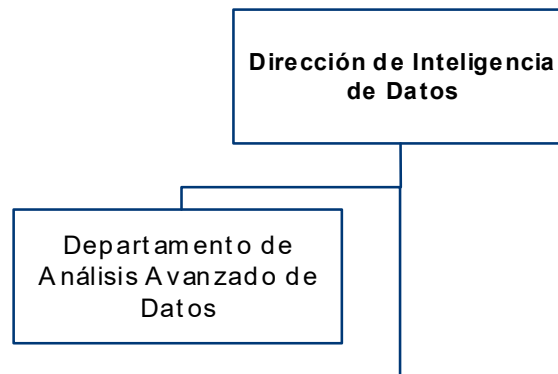 Dirección de Inteligencia
de Datos
Departamento de
Análisis Avanzado de
Datos